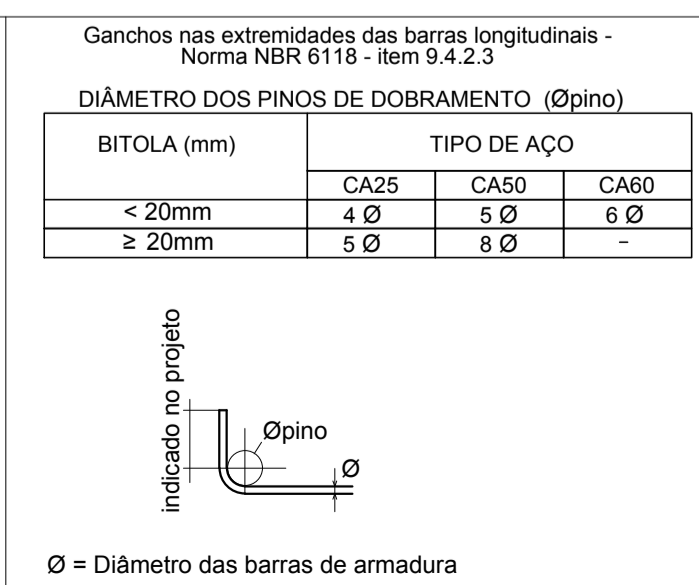 Ganchos nas extremidades das barras longitudinais -
Norma NBR 6118 - item 9.4.2.3
DIÂMETRO DOS PINOS DE DOBRAMENTO (Øpino)
BITOLA (mm) TIPO DE AÇO
CA25 CA50 CA60
< 20mm 4 Ø 5 Ø 6 Ø
≥ 20mm 5 Ø 8 Ø -
indicado no projeto
Øpino
Ø
Ø = Diâmetro das barras de armadura